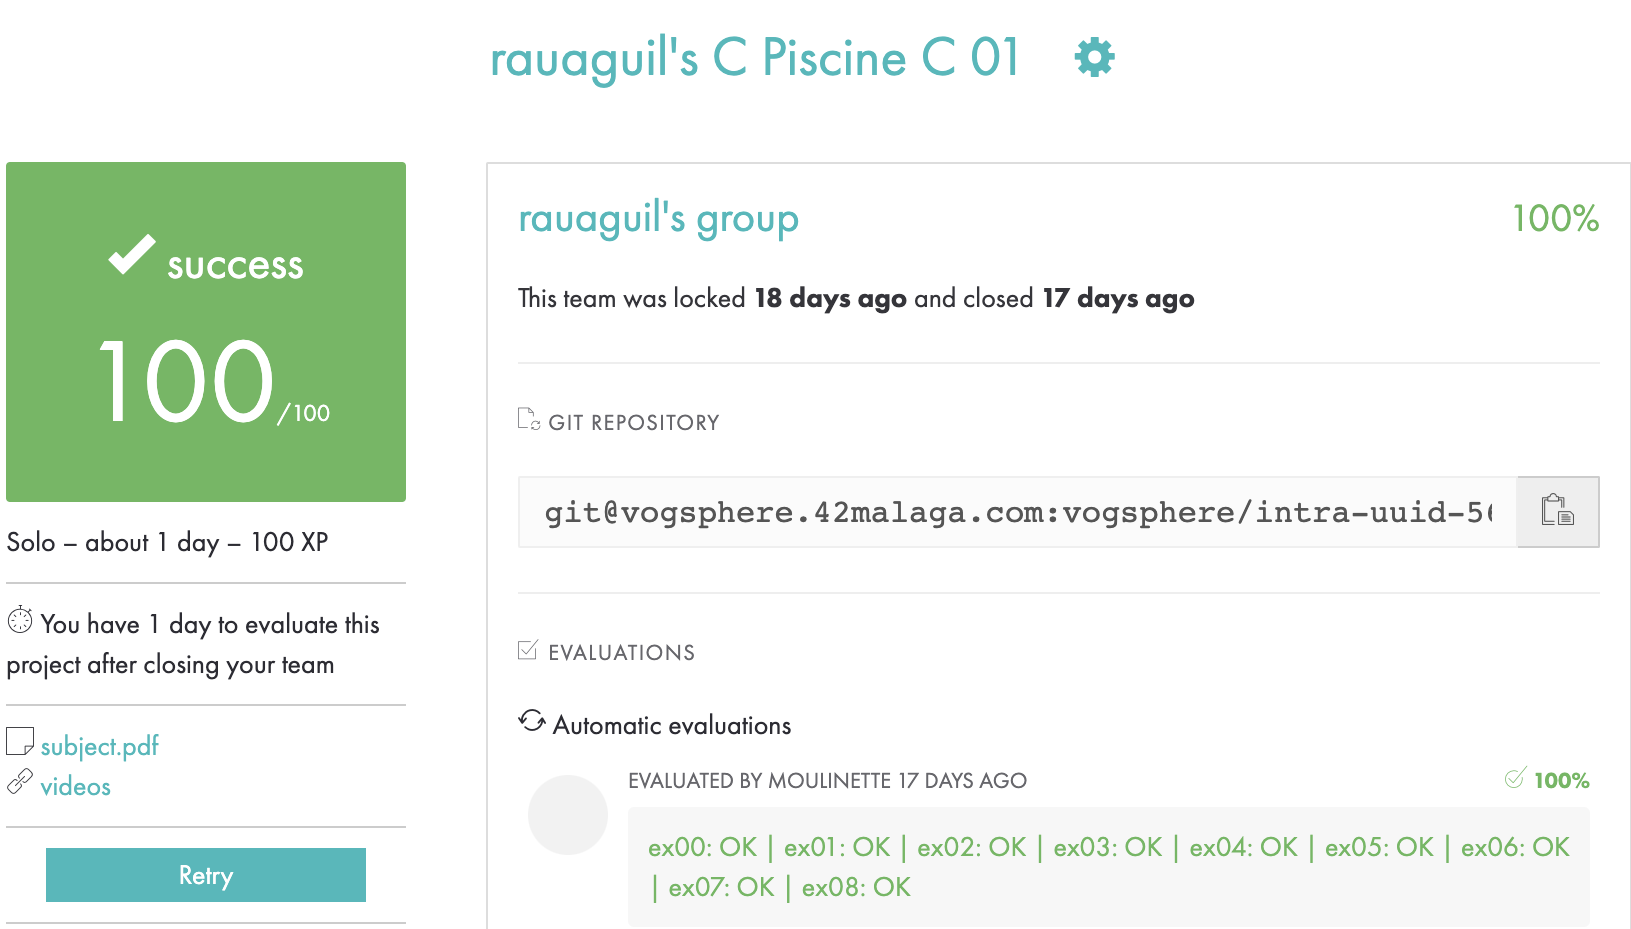 rauaguil's C Piscine C 01
success
100/100
Solo – about 1 day – 100 XP
You have 1 day to evaluate this
project after closing your team
subject.pdf
videos
Retry
rauaguil's group
100%
This team was locked 18 days ago and closed 17 days ago
GIT REPOSITORY
git@vogsphere.42malaga.com:vogsphere/intra-uuid-5
EVALUATIONS
Automatic evaluations
EVALUATED BY MOULINETTE 17 DAYS AGO
100%
ex00: OK | ex01: OK | ex02: OK | ex03: OK | ex04: OK | ex05: OK | ex06: OK
| ex07: OK | ex08: OK